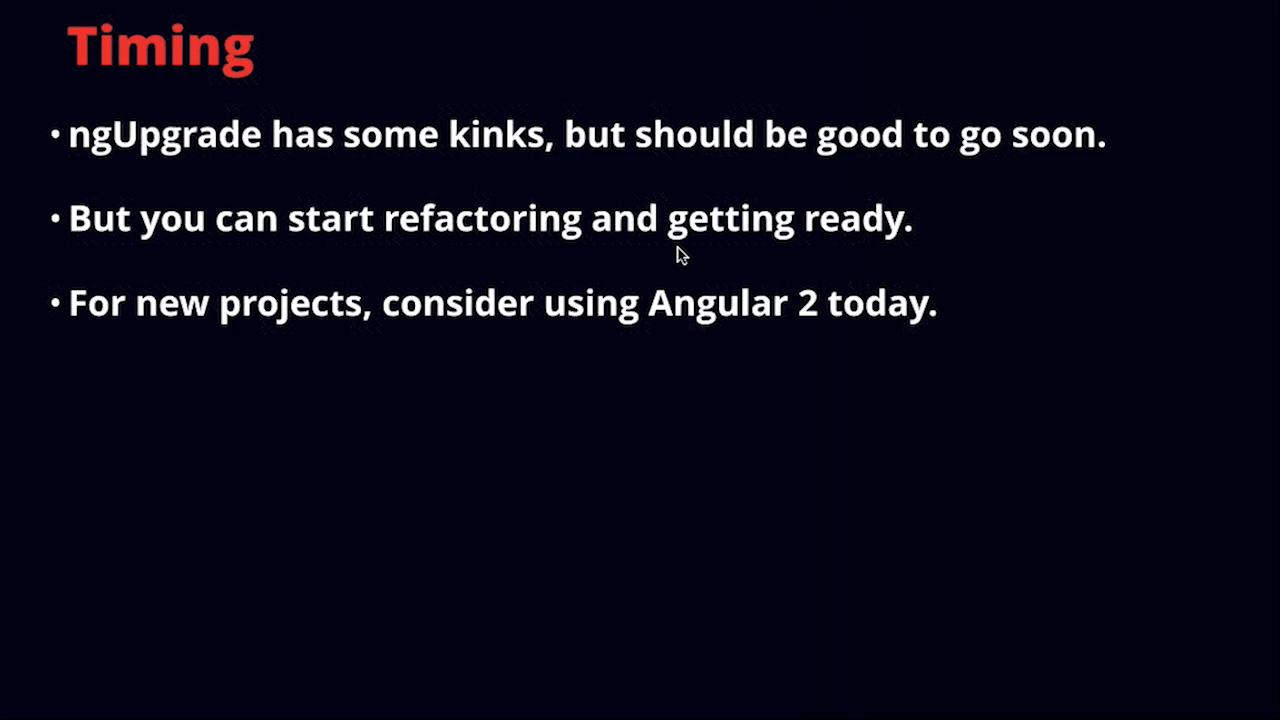 Timing
• ngUpgrade has some kinks, but should be good to go soon.
• But you can start refactoring and getting ready.
• For new projects, consider using Angular 2 today.